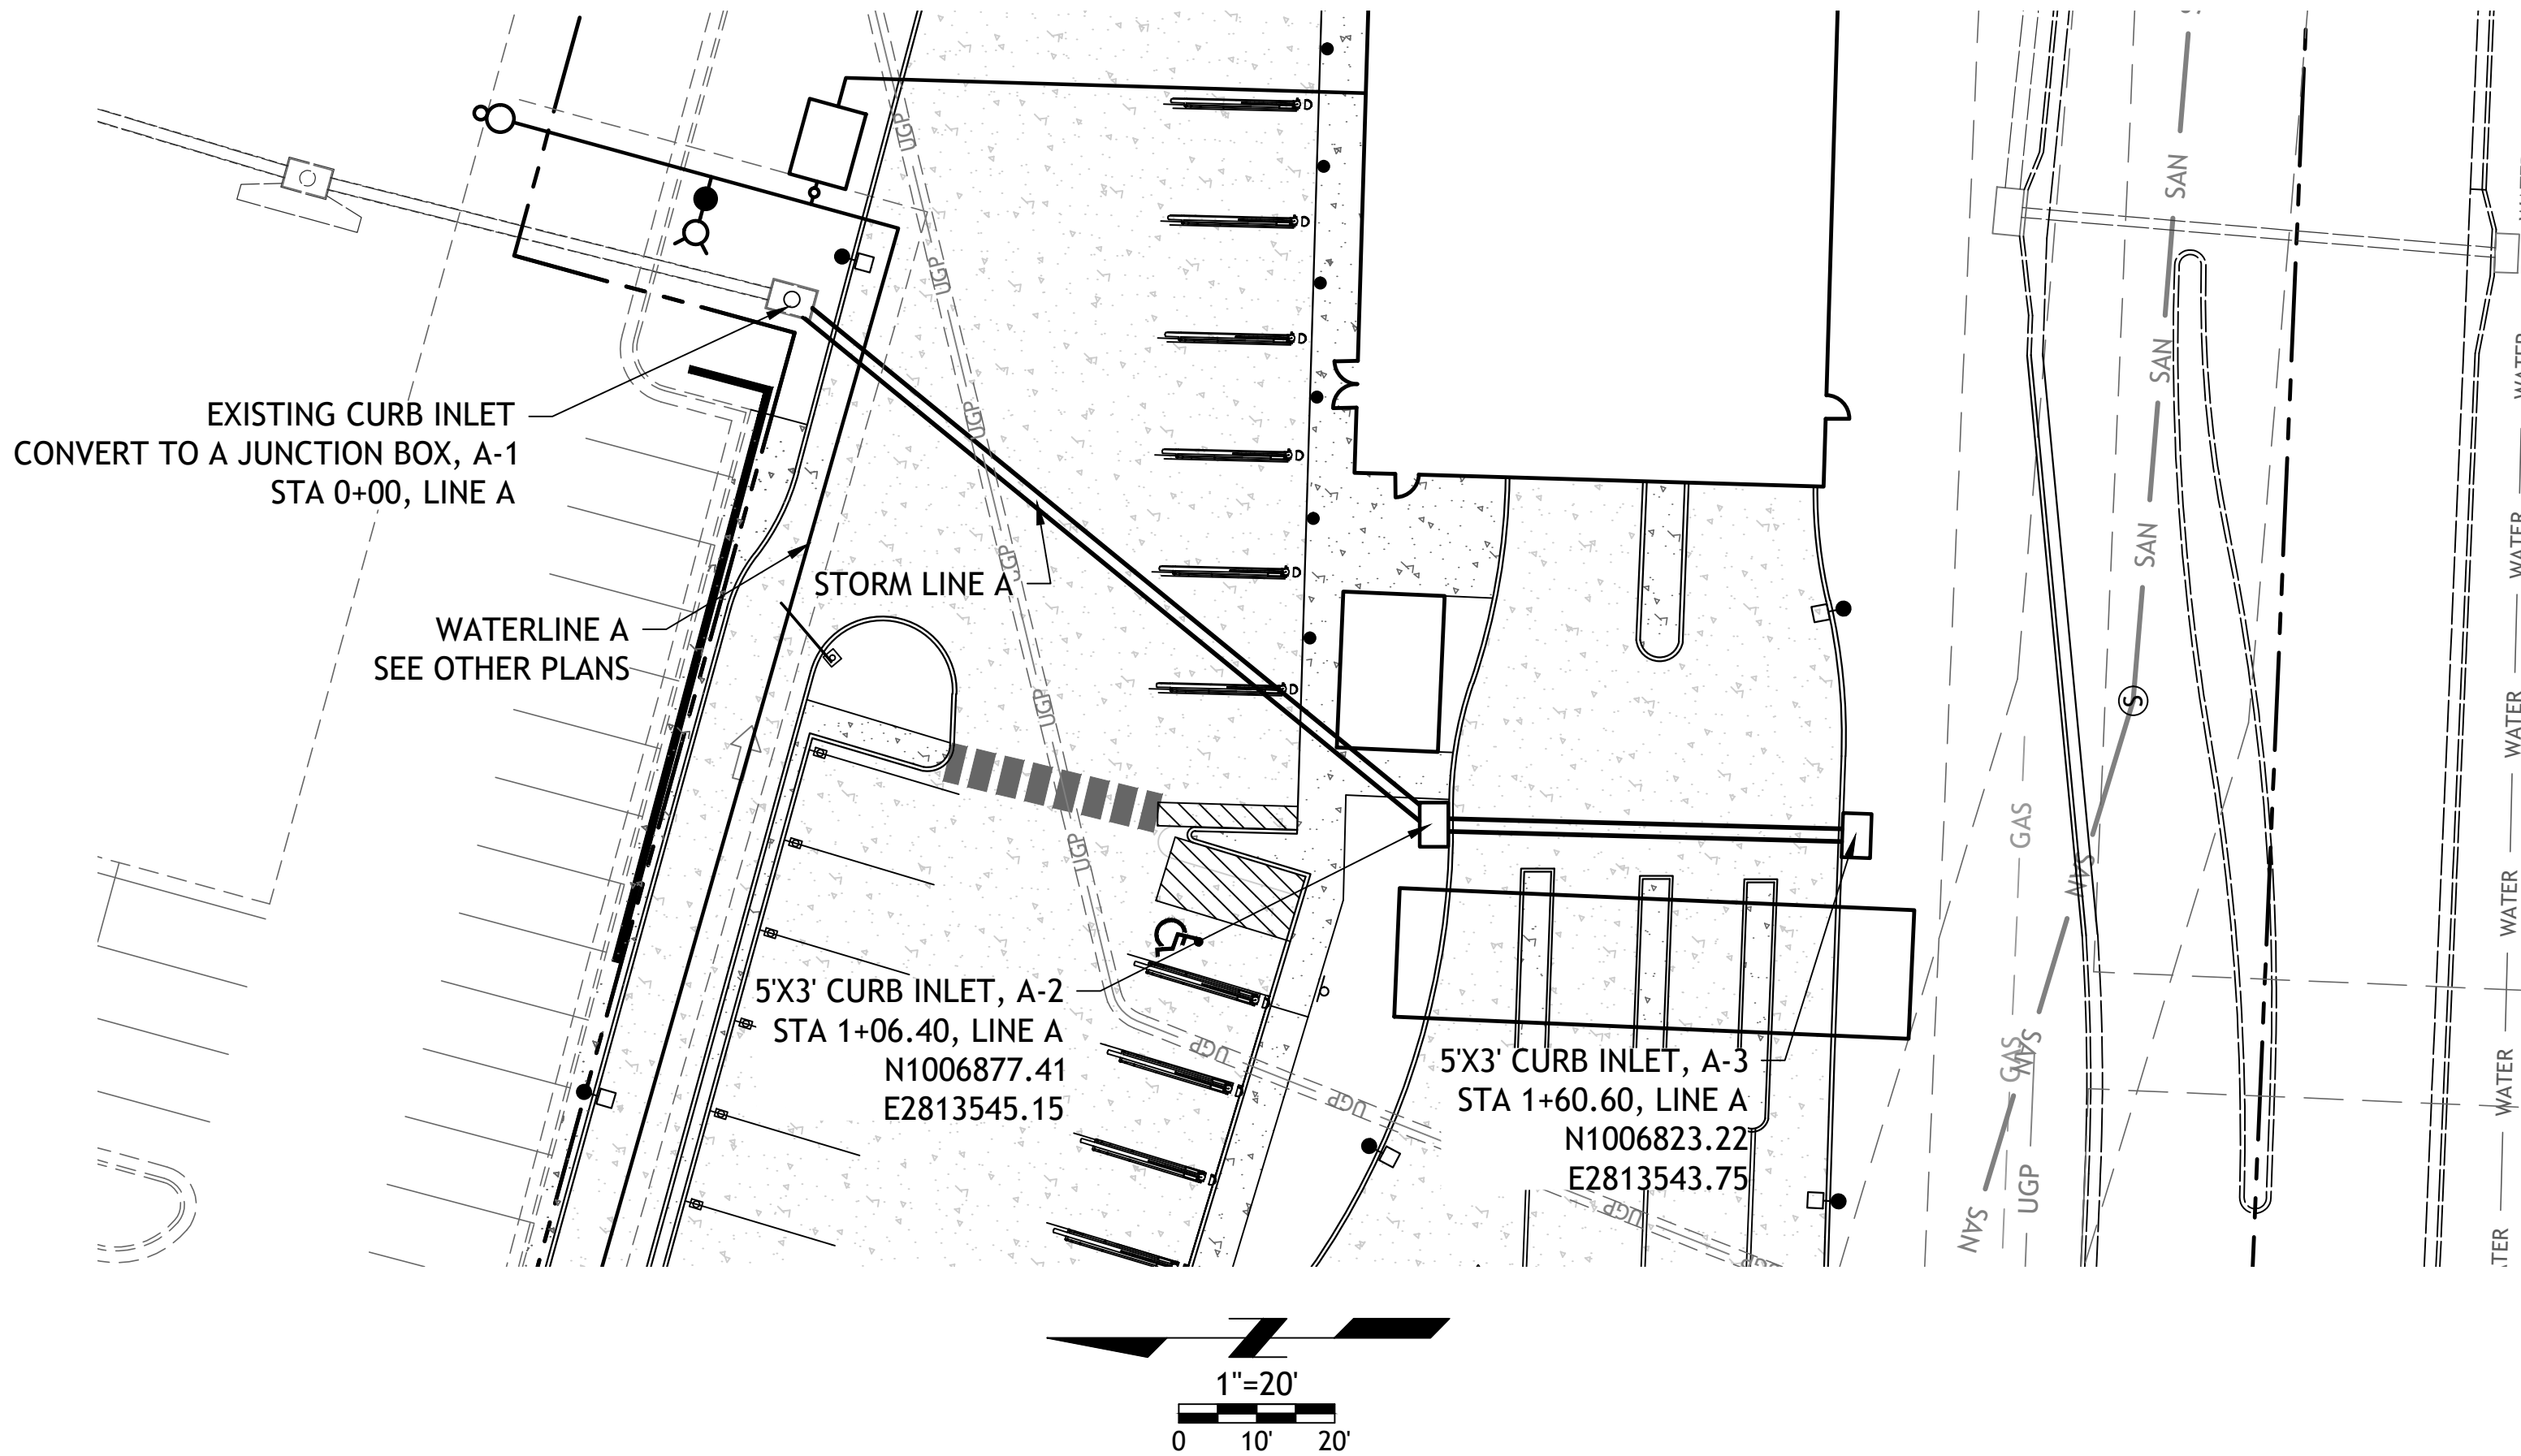 EXISTING CURB INLET
CONVERT TO A JUNCTION BOX, A-1
STA 0+00, LINE A
WATERLINE A
SEE OTHER PLANS
STORM LINE A
5'X3' CURB INLET, A-2
STA 1+06.40, LINE A
N1006877.41
E2813545.15
5'X3' CURB INLET, A-3
STA 1+60.60, LINE A
N1006823.22
E2813543.75
UGP
UGP
UGP
UGP
UGP
UGP
UGP
UGP
UGP
UGP
UGP
SAN
SAN
SAN
SAN
SAN
SAN
S
GAS
GAS
WATER
WATER
WATER
WATER
WATER
WATER
Z
1"=20'
0 10' 20'